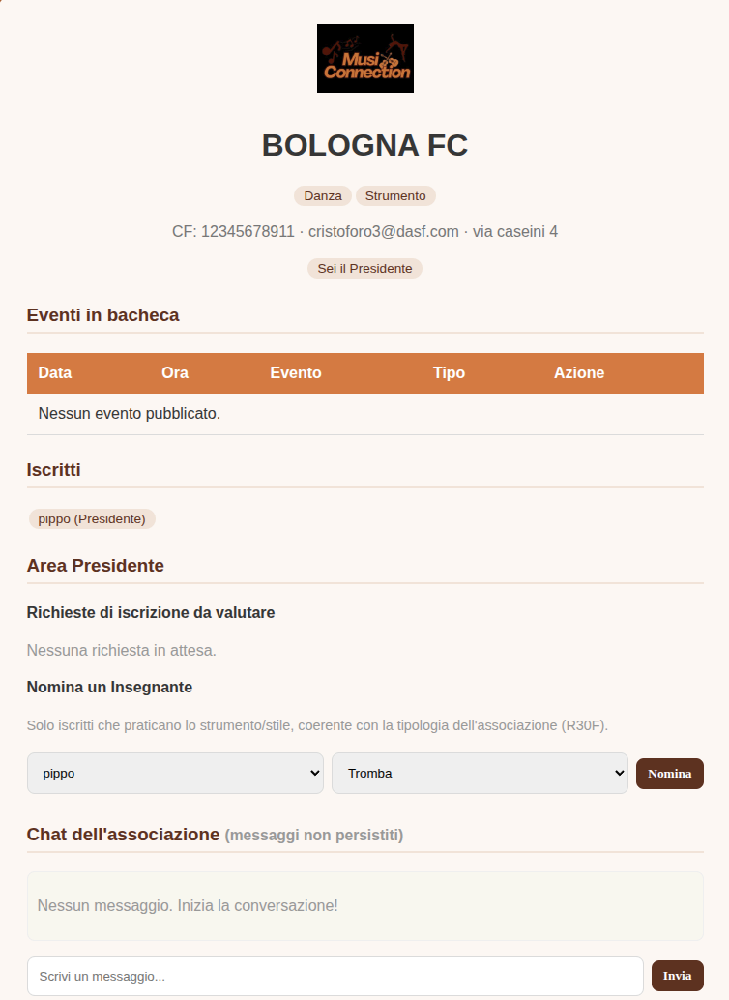 Musi
Connection
BOLOGNA FC
Danza Strumento
CF: 12345678911 · cristoforo3@dasf.com · via caseini 4
Sei il Presidente
Eventi in bacheca
Data Ora Evento Tipo Azione
Nessun evento pubblicato.
Iscritti
pippo (Presidente)
Area Presidente
Richieste di iscrizione da valutare
Nessuna richiesta in attesa.
Nomina un Insegnante
Solo iscritti che praticano lo strumento/stile, coerente con la tipologia dell'associazione (R30F).
pippo Tromba Nomina
Chat dell'associazione (messaggi non persistiti)
Nessun messaggio. Inizia la conversazione!
Scrivi un messaggio... Invia